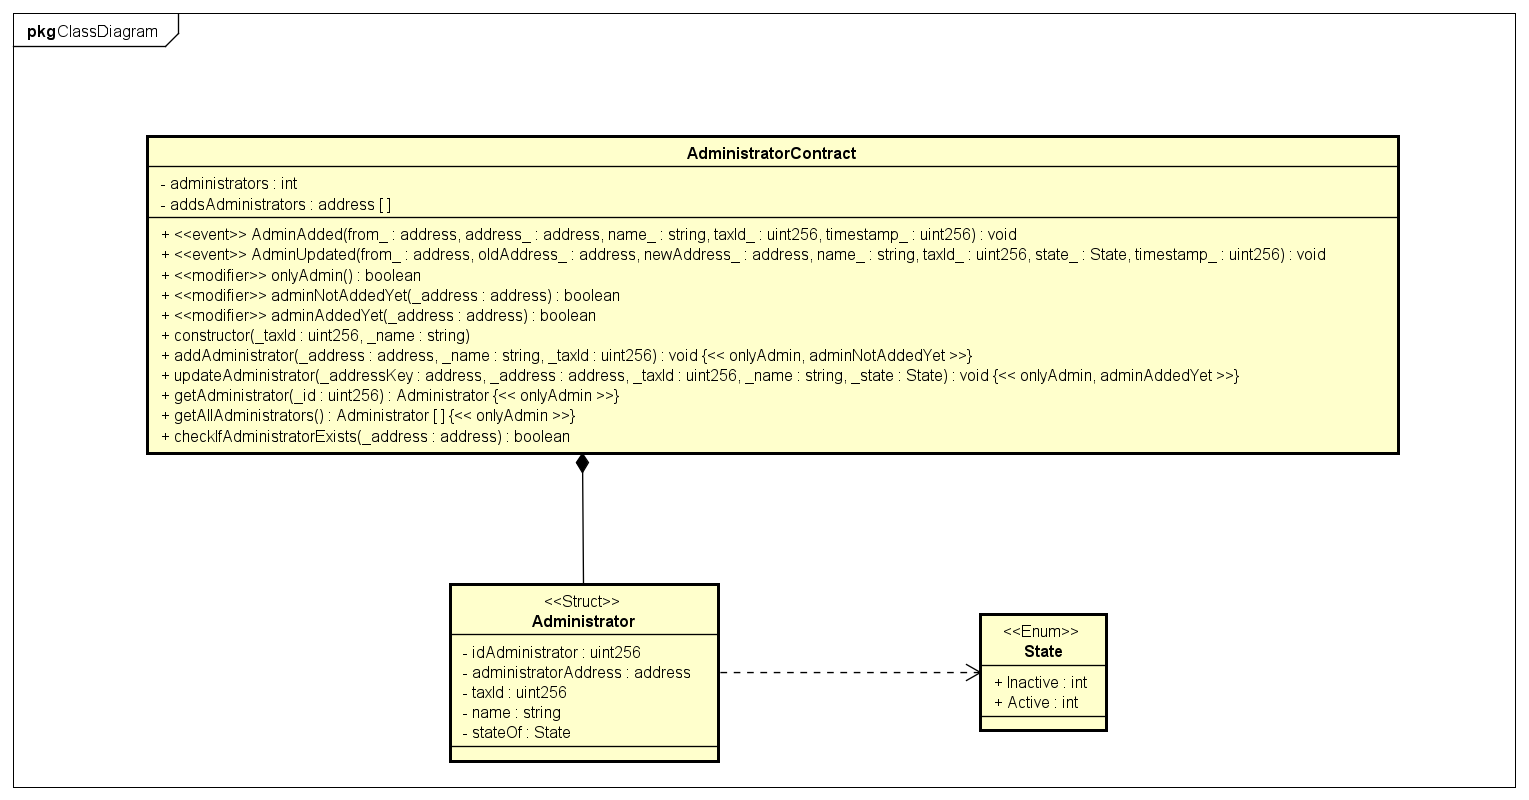 pkg ClassDiagram
AdministratorContract
- administrators : int
- addsAdministrators : address [ ]
+ <<event>> AdminAdded(from_ : address, address_ : address, name_ : string, taxId_ : uint256, timestamp_ : uint256) : void
+ <<event>> AdminUpdated(from_ : address, oldAddress_ : address, newAddress_ : address, name_ : string, taxId_ : uint256, state_ : State, timestamp_ : uint256) : void
+ <<modifier>> onlyAdmin() : boolean
+ <<modifier>> adminNotAddedYet(_address : address) : boolean
+ <<modifier>> adminAddedYet(_address : address) : boolean
+ constructor(_taxId : uint256, _name : string)
+ addAdministrator(_address : address, _name : string, _taxId : uint256) : void {<< onlyAdmin, adminNotAddedYet >>}
+ updateAdministrator(_addressKey : address, _address : address, _taxId : uint256, _name : string, _state : State) : void {<< onlyAdmin, adminAddedYet >>}
+ getAdministrator(_id : uint256) : Administrator {<< onlyAdmin >>}
+ getAllAdministrators() : Administrator [ ] {<< onlyAdmin >>}
+ checkIfAdministratorExists(_address : address) : boolean
<<Struct>>
Administrator
- idAdministrator : uint256
- administratorAddress : address
- taxId : uint256
- name : string
- stateOf : State
<<Enum>>
State
+ Inactive : int
+ Active : int